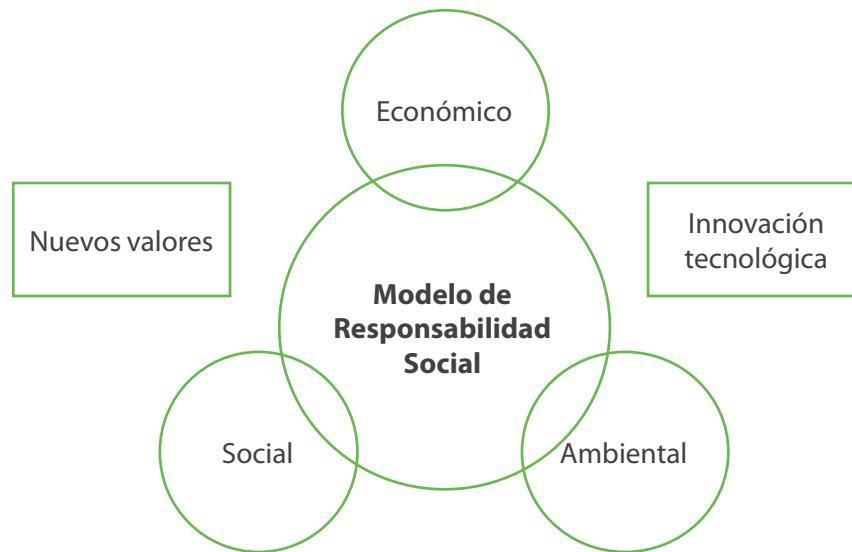 Económico
Nuevos valores
Innovación
tecnológica
Modelo de
Responsabilidad
Social
Social
Ambiental